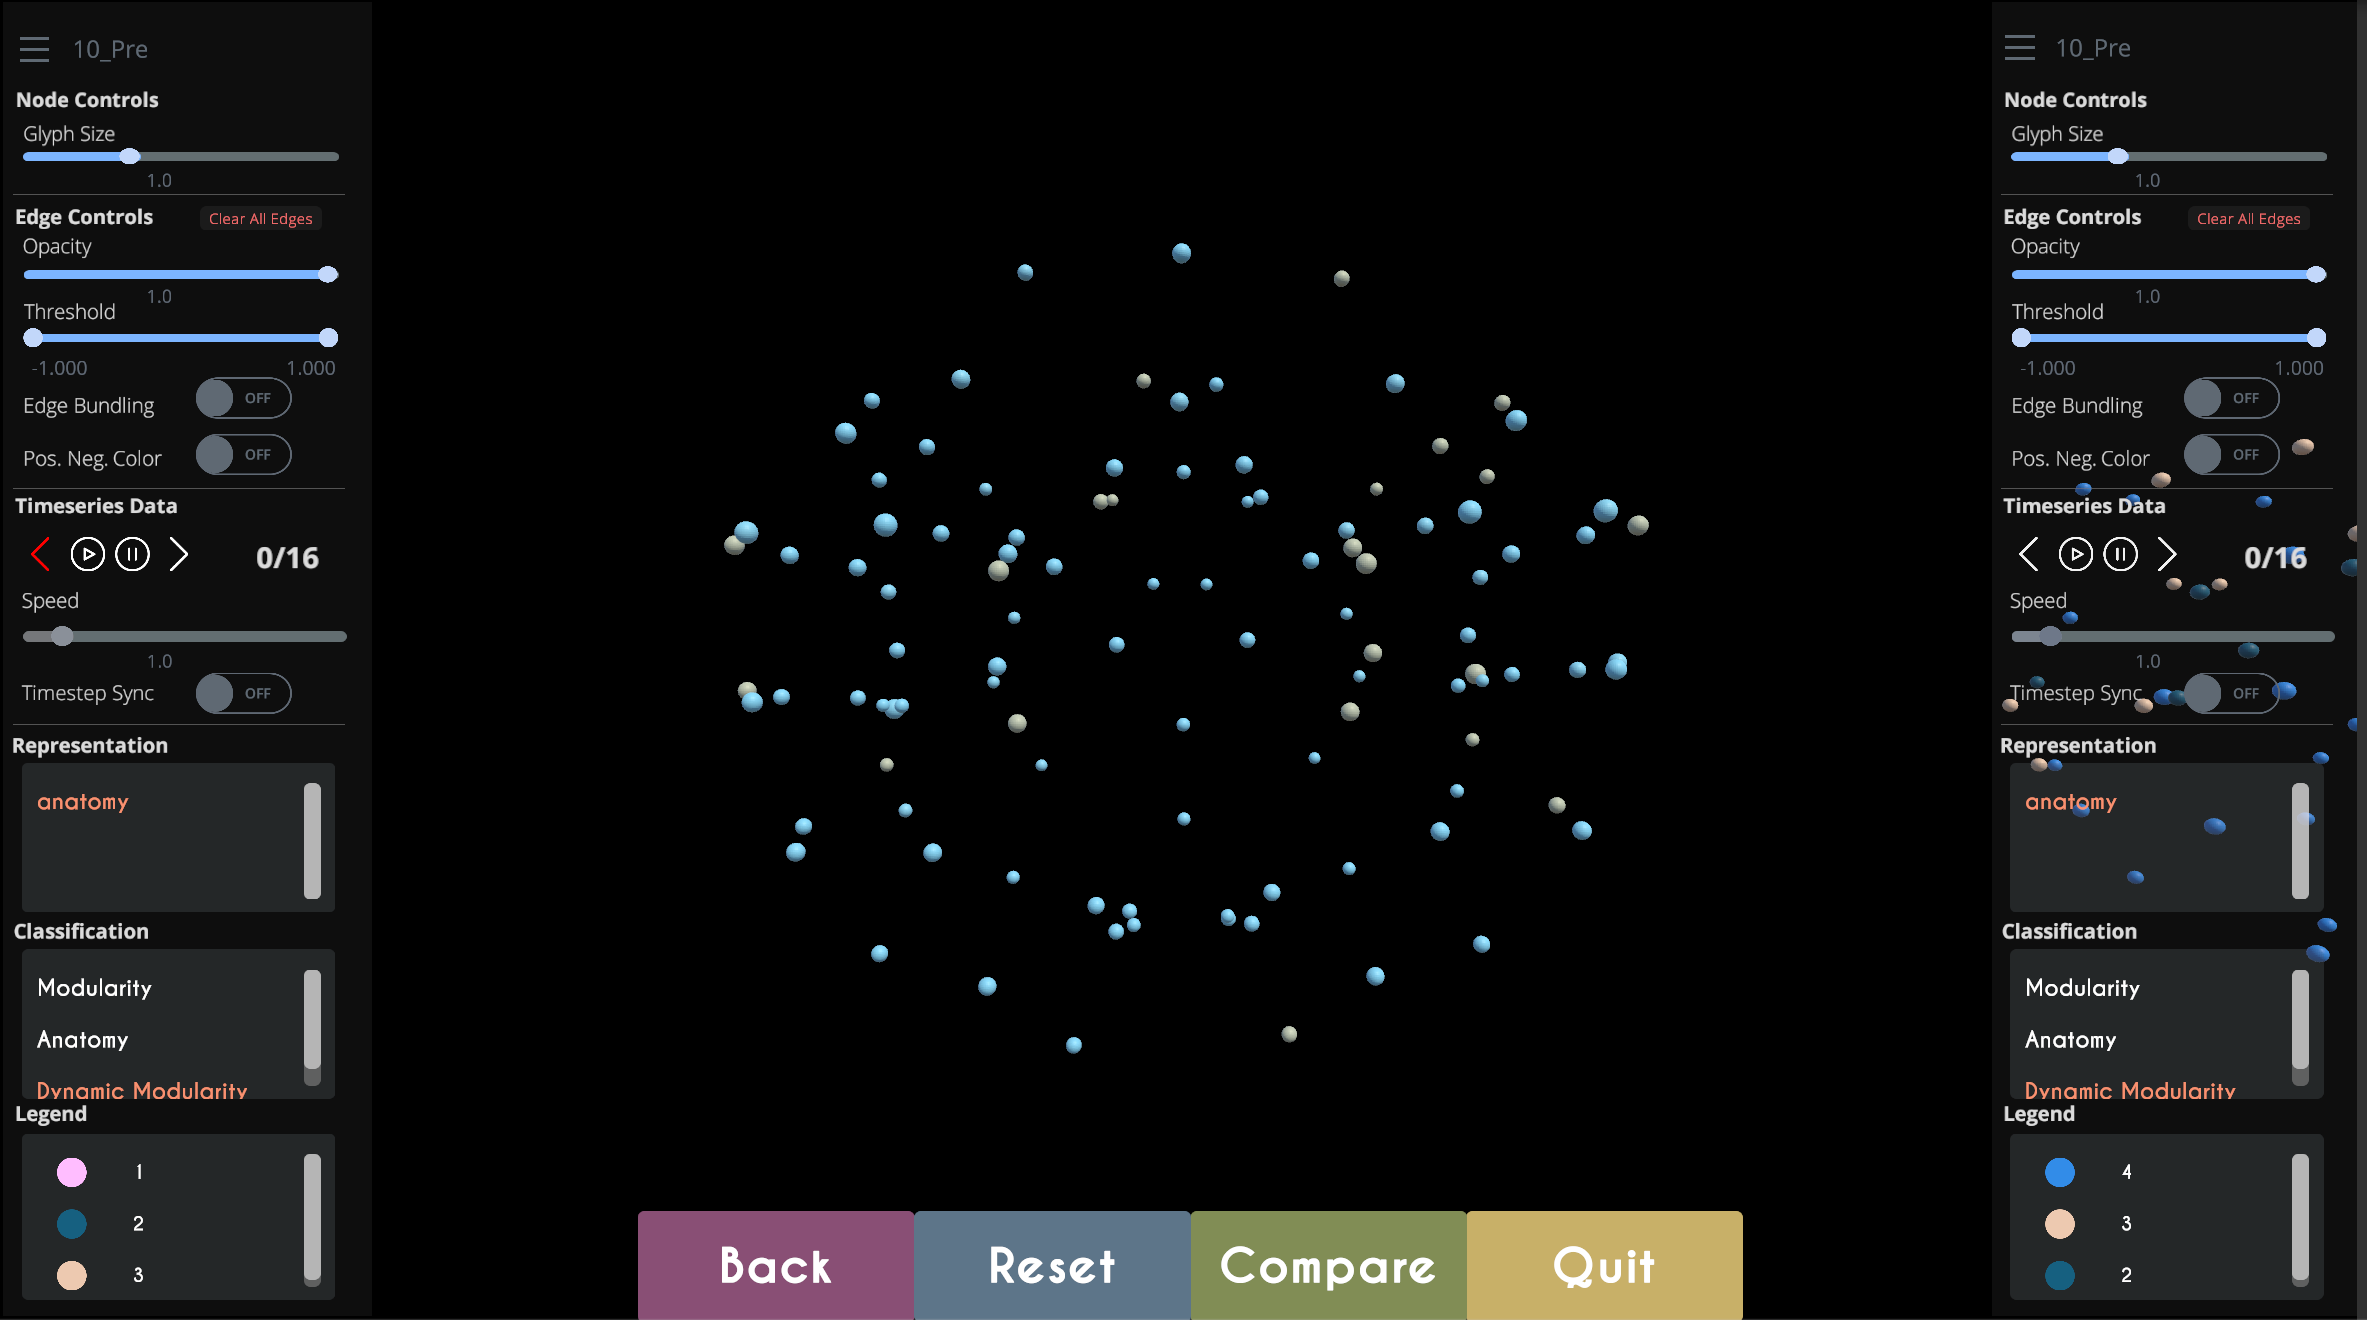 10_Pre
Node Controls
Glyph Size
1.0
Edge Controls
Clear All Edges
Opacity
1.0
Threshold
-1.000
1.000
Edge Bundling
OFF
Pos. Neg. Color
OFF
Timeseries Data
0/16
Speed
1.0
Timestep Sync
OFF
Representation
anatomy
Classification
Modularity
Anatomy
Dynamic Modularity
Legend
1
2
3
Back
Reset
Compare
Quit
10_Pre
Node Controls
Glyph Size
1.0
Edge Controls
Clear All Edges
Opacity
1.0
Threshold
-1.000
1.000
Edge Bundling
OFF
Pos. Neg. Color
OFF
Timeseries Data
0/16
Speed
1.0
Timestep Sync
OFF
Representation
anatomy
Classification
Modularity
Anatomy
Dynamic Modularity
Legend
4
3
2